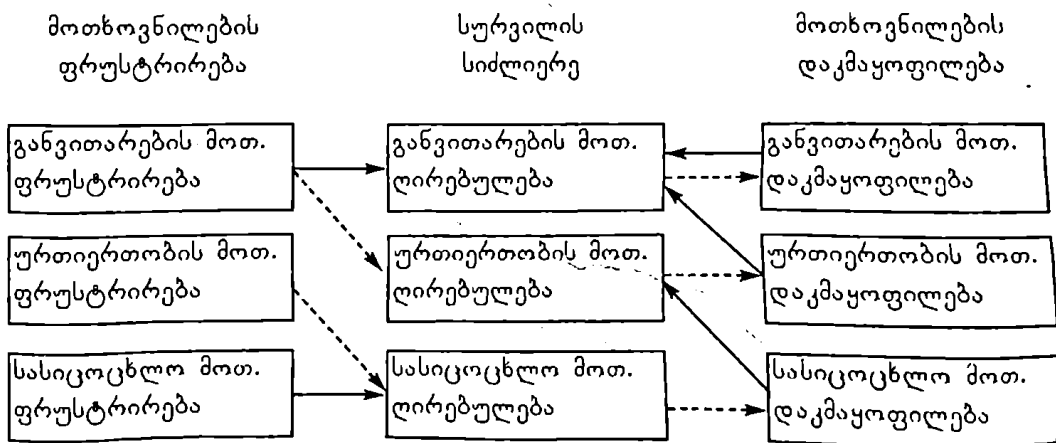 მოთხოვნილების
ფრუსტრირება
სურვილის
სიძლიერე
მოთხოვნილების
დაკმაყოფილება
განვითარების მოთ.
ფრუსტრირება
განვითარების მოთ.
ღირებულება
განვითარების მოთ.
დაკმაყოფილება
ურთიერთობის მოთ.
ფრუსტრირება
ურთიერთობის მოთ.
ღირებულება
ურთიერთობის მოთ.
დაკმაყოფილება
სასიცოცხლო მოთ.
ფრუსტრირება
სასიცოცხლო მოთ.
ღირებულება
სასიცოცხლო მოთ.
დაკმაყოფილება